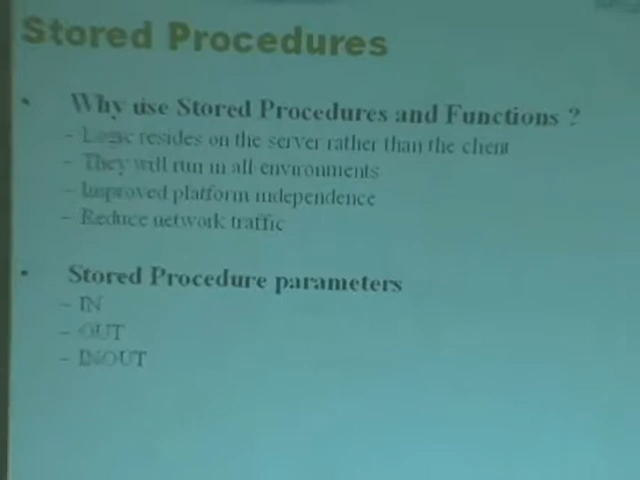 Stored Procedures
• Why use Stored Procedures and Functions ?
– Logic resides on the server rather than the client
– They will run in all environments
– Improved platform independence
– Reduce network traffic
• Stored Procedure parameters
– IN
– OUT
– INOUT